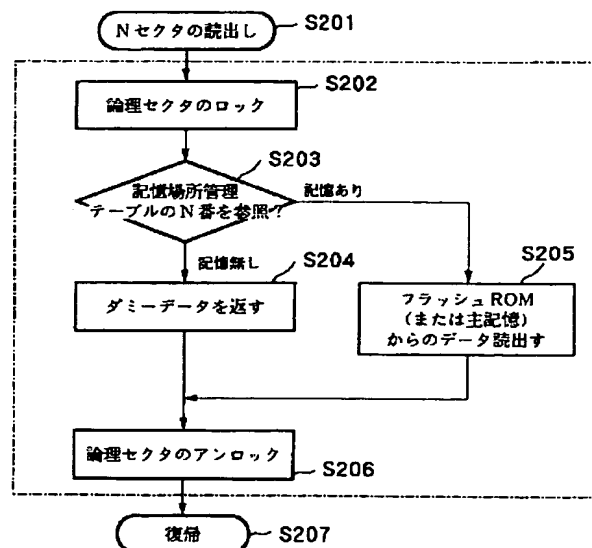 Nセクタの読出し
S201
S202
論理セクタのロック
S203
記憶場所管理
テーブルのN番を参照?
記憶あり
記憶無し
S204
ダミーデータを返す
S205
フラッシュROM
(または主記憶)
からのデータ読出す
論理セクタのアンロック
S206
復帰
S207